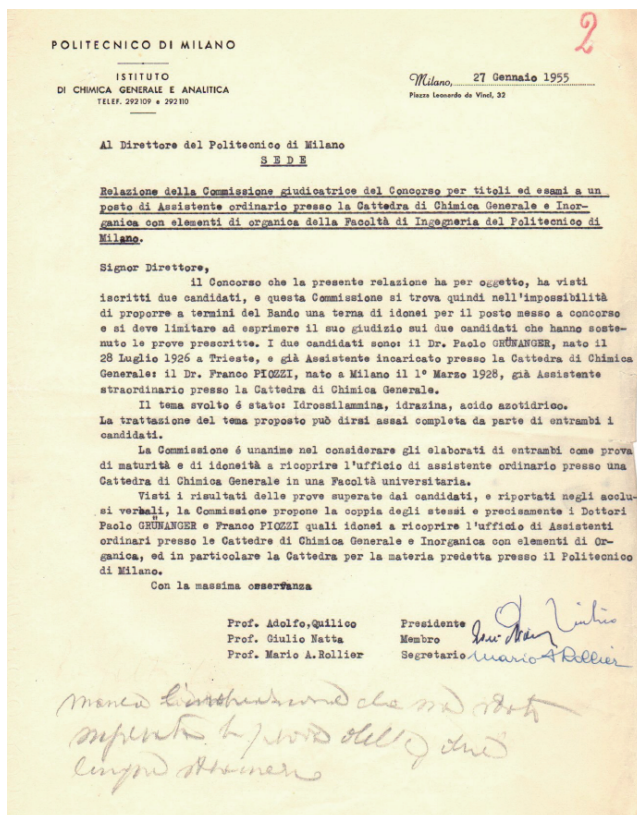 2
POLITECNICO DI MILANO
ISTITUTO
DI CHIMICA GENERALE E ANALITICA
TELEF. 292109 e 292110
Milano, 27 Gennaio 1955
Piazza Leonardo da Vinci, 32
Al Direttore del Politecnico di Milano
SEDE
Relazione della Commissione giudicatrice del Concorso per titoli ed esami a un
posto di Assistente ordinario presso la Cattedra di Chimica Generale e Inor-
ganica con elementi di organica della Facoltà di Ingegneria del Politecnico di
Milano.
Signor Direttore,
il Concorso che la presente relazione ha per oggetto, ha visti
iscritti due candidati, e questa Commissione si trova quindi nell'impossibilità
di proporre a termini del Bando una terna di idonei per il posto messo a concorso
e si deve limitare ad esprimere il suo giudizio sui due candidati che hanno soste-
nuto le prove prescritte. I due candidati sono: il Dr. Paolo GRÜNANGER, nato il
28 Luglio 1926 a Trieste, e già Assistente incaricato presso la Cattedra di Chimica
Generale: il Dr. Franco PIOZZI, nato a Milano il 1° Marzo 1928, già Assistente
straordinario presso la Cattedra di Chimica Generale.
Il tema svolto é stato: Idrossilammina, idrazina, acido azotidrico.
La trattazione del tema proposto può dirsi assai completa da parte di entrambi i
candidati.
La Commissione é unanime nel considerare gli elaborati di entrambi come prova
di maturità e di idoneità a ricoprire l'ufficio di assistente ordinario presso una
Cattedra di Chimica Generale in una Facoltà universitaria.
Visti i risultati delle prove superate dai candidati, e riportati negli acclu-
si verbali, la Commissione propone la coppia degli stessi e precisamente i Dottori
Paolo GRÜNANGER e Franco PIOZZI quali idonei a ricoprire l'ufficio di Assistenti
ordinari presso le Cattedre di Chimica Generale e Inorganica con elementi di Or-
ganica, ed in particolare la Cattedra per la materia predetta presso il Politecnico
di Milano.
Con la massima osservanza
Prof. Adolfo,Quilico Presidente
Prof. Giulio Natta Membro
Prof. Mario A.Rollier Segretario Mario A Rollier
manca che
la prova delle due
lingue straniere